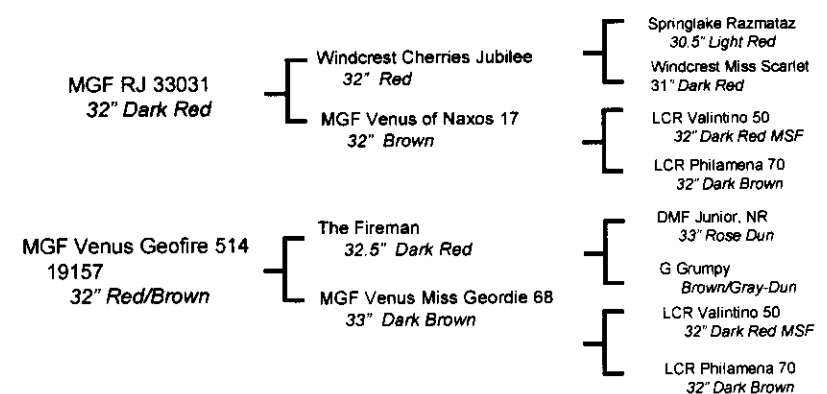 MGF RJ 33031
32" Dark Red
Windcrest Cherries Jubilee
32" Red
MGF Venus of Naxos 17
32" Brown
Springlake Razmataz
30.5" Light Red
Windcrest Miss Scarlet
31" Dark Red
LCR Valintino 50
32" Dark Red MSF
LCR Philamena 70
32" Dark Brown
MGF Venus Geofire 514
19157
32" Red/Brown
The Fireman
32.5" Dark Red
MGF Venus Miss Geordie 68
33" Dark Brown
DMF Junior, NR
33" Rose Dun
G Grumpy
Brown/Gray-Dun
LCR Valintino 50
32" Dark Red MSF
LCR Philamena 70
32" Dark Brown